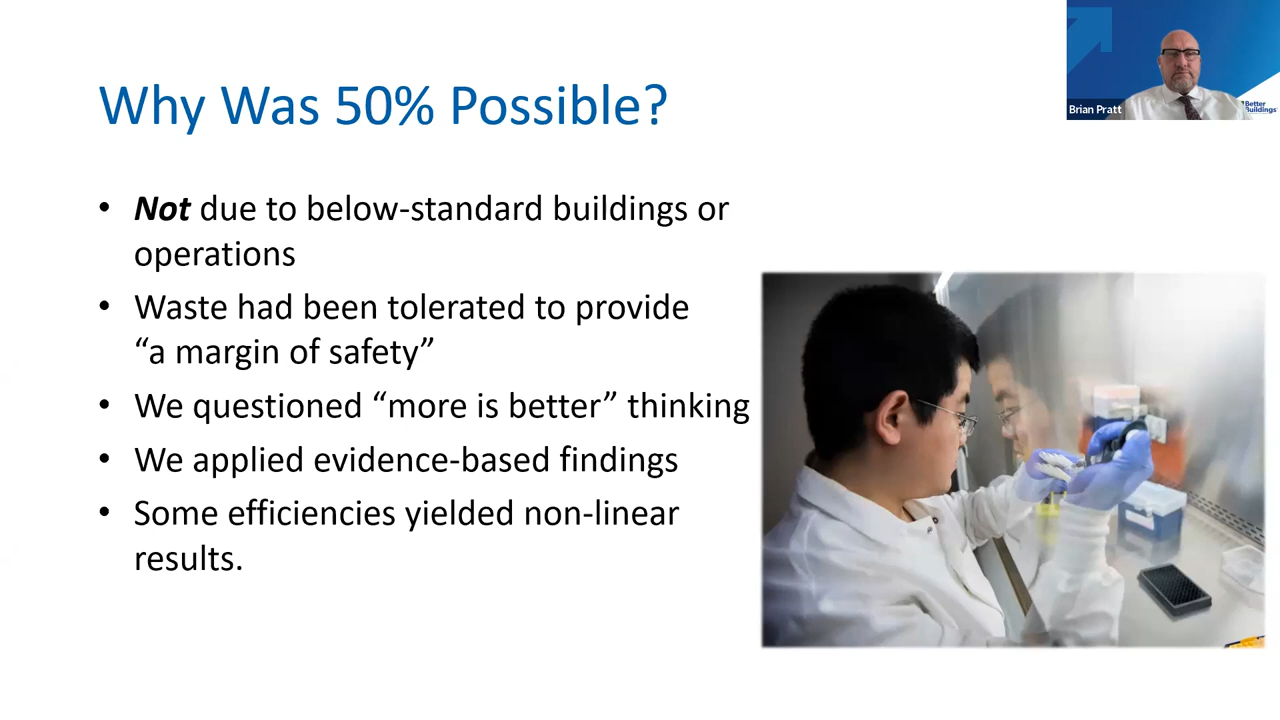 Why Was 50% Possible?
• Not due to below-standard buildings or
operations
• Waste had been tolerated to provide
“a margin of safety”
• We questioned “more is better” thinking
• We applied evidence-based findings
• Some efficiencies yielded non-linear
results.
Brian Pratt
Better
Buildings